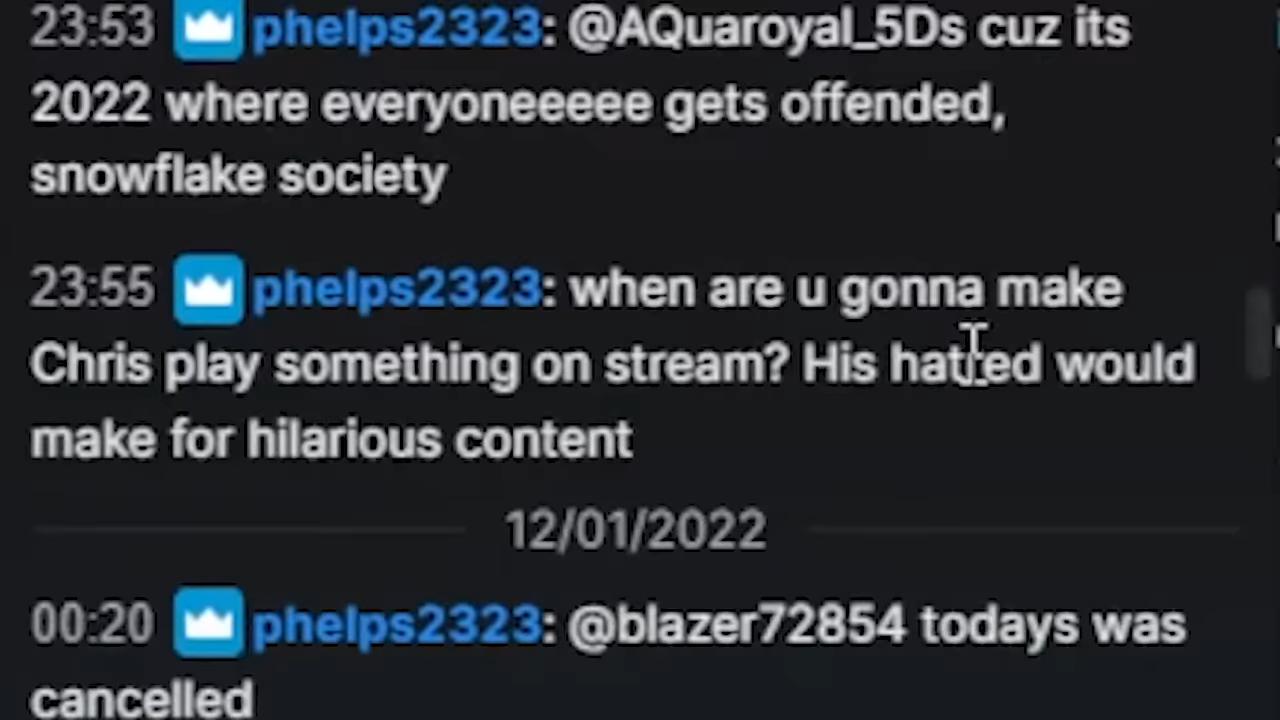 23:53 phelps2323: @AQuaroyal_5Ds cuz its
2022 where everyoneeeee gets offended,
snowflake society
23:55 phelps2323: when are u gonna make
Chris play something on stream? His hatred would
make for hilarious content
12/01/2022
00:20 phelps2323: @blazer72854 todays was
cancelled